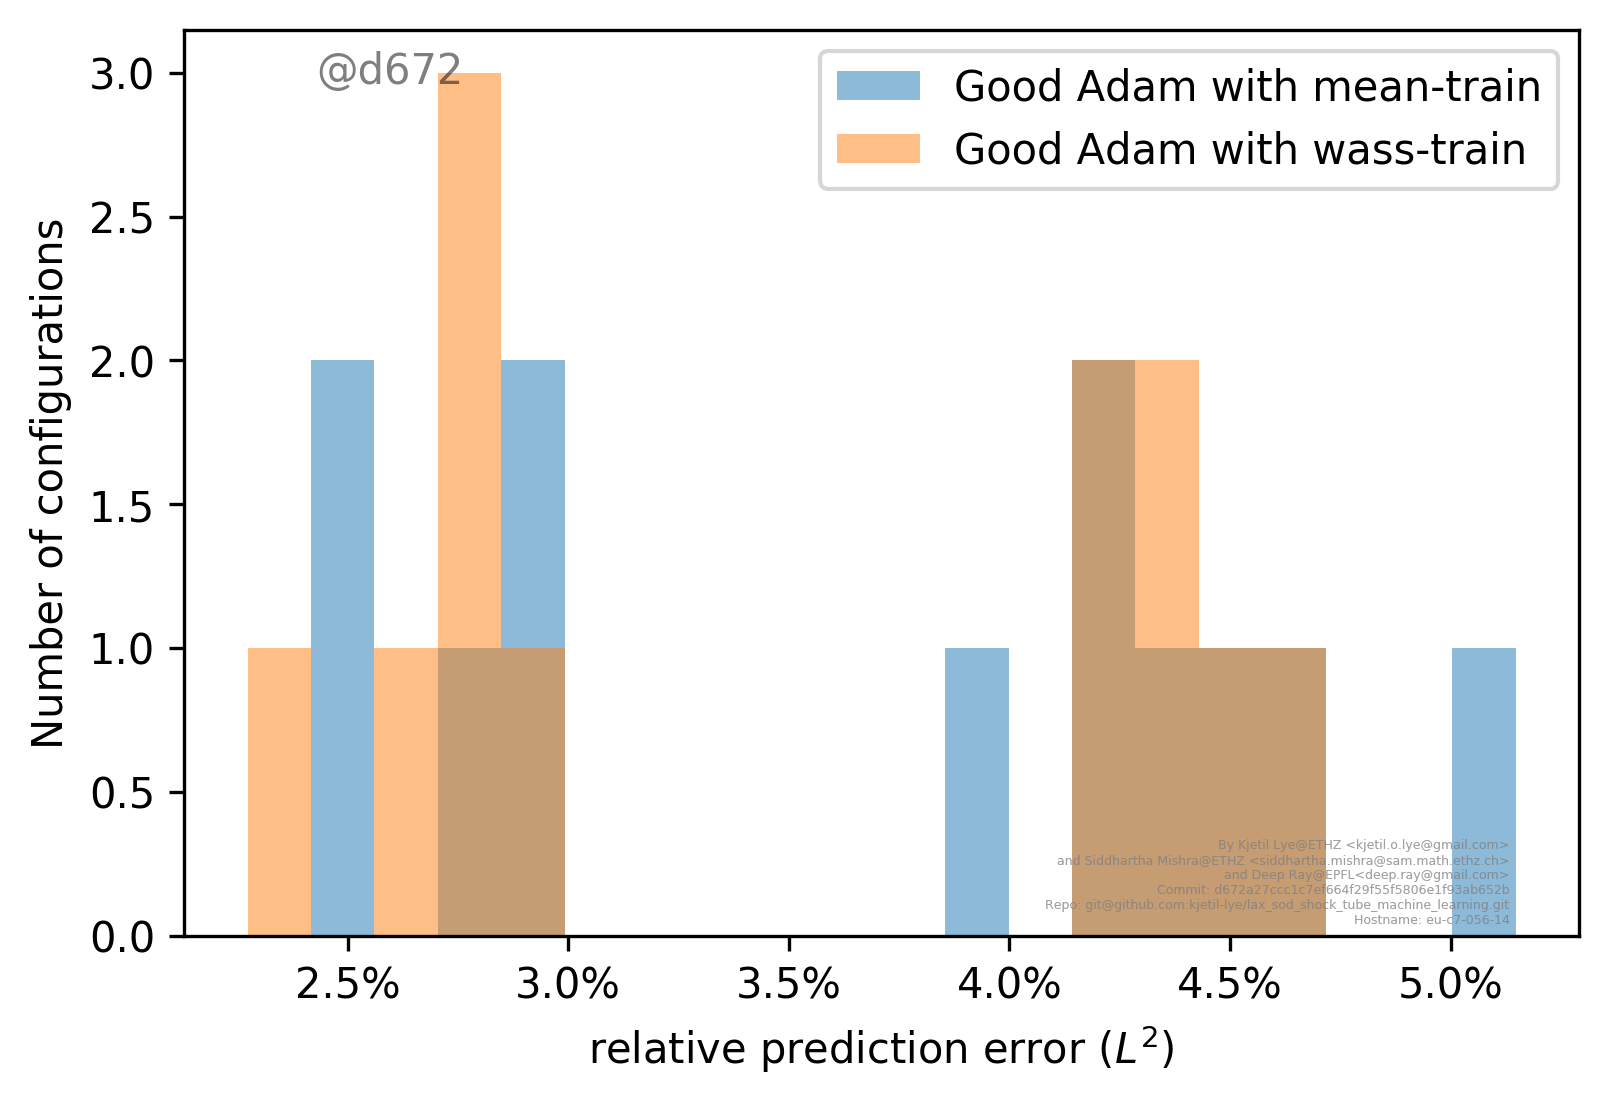 @d672
Good Adam with mean-train
Good Adam with wass-train
3.0
2.5
2.0
1.5
1.0
0.5
0.0
Number of configurations
By Kjetil Lye@ETHZ <kjetil.o.lye@gmail.com>
and Siddhartha Mishra@ETHZ <siddhartha.mishra@sam.math.ethz.ch>
and Deep Ray@EPFL<deep.ray@gmail.com>
Commit: d672a27ccc1c7ef664f29f55f5806e1f93ab652b
Repo: git@github.com:kjetil-lye/lax_sod_shock_tube_machine_learning.git
Hostname: eu-c7-056-14
2.5% 3.0% 3.5% 4.0% 4.5% 5.0%
relative prediction error (L²)